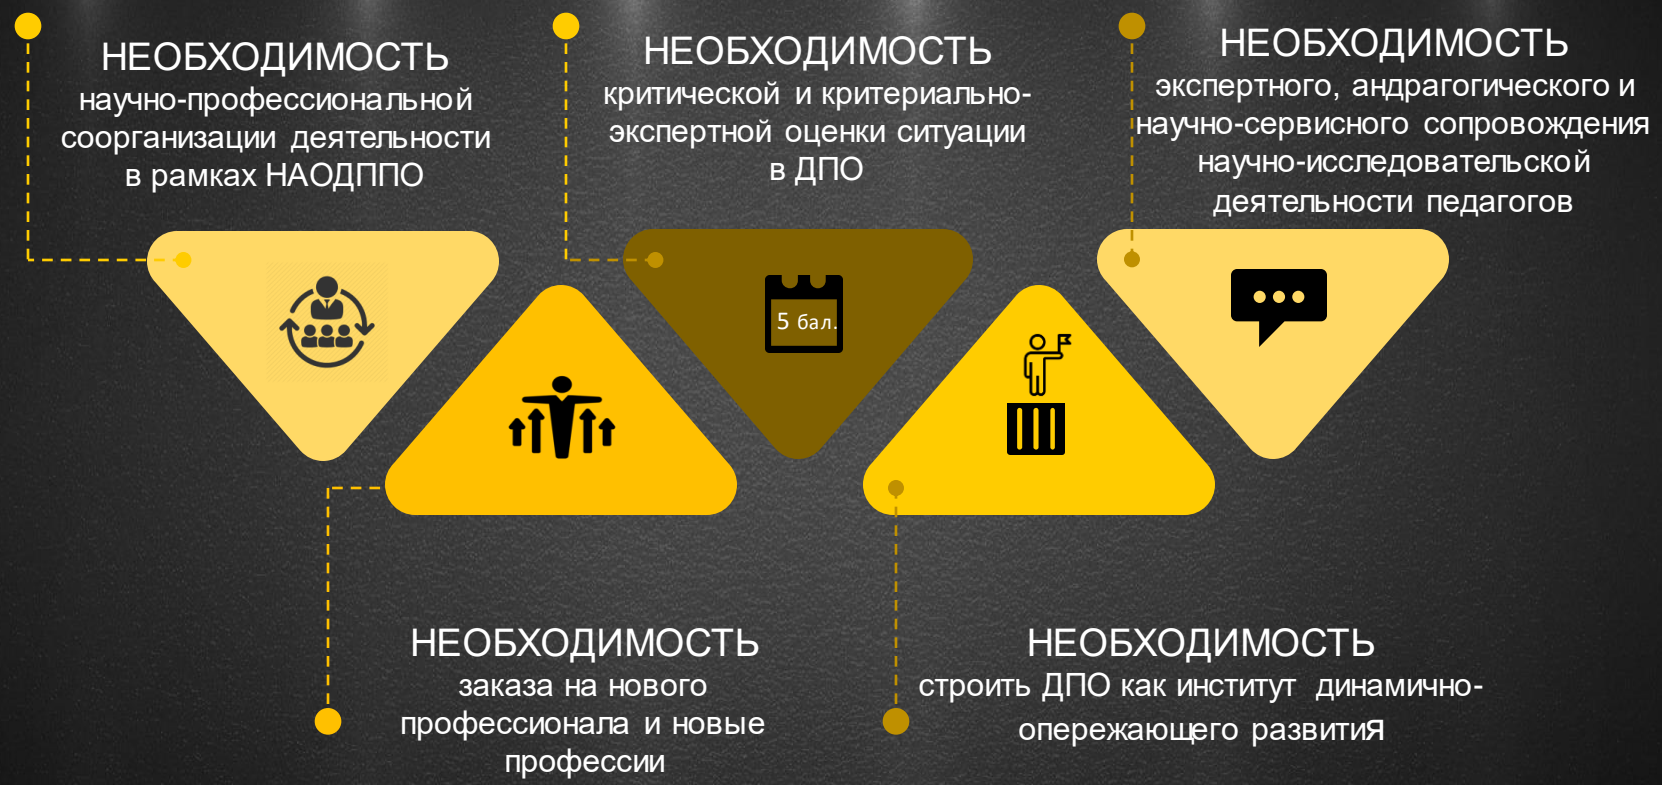 НЕОБХОДИМОСТЬ
научно-профессиональной
соорганизации деятельности
в рамках НАОДППО
НЕОБХОДИМОСТЬ
критической и критериально-
экспертной оценки ситуации
в ДПО
НЕОБХОДИМОСТЬ
экспертного, андрагогического и
научно-сервисного сопровождения
научно-исследовательской
деятельности педагогов
5 бал.
НЕОБХОДИМОСТЬ
заказа на нового
профессионала и новые
профессии
НЕОБХОДИМОСТЬ
строить ДПО как институт динамично-
опережающего развития